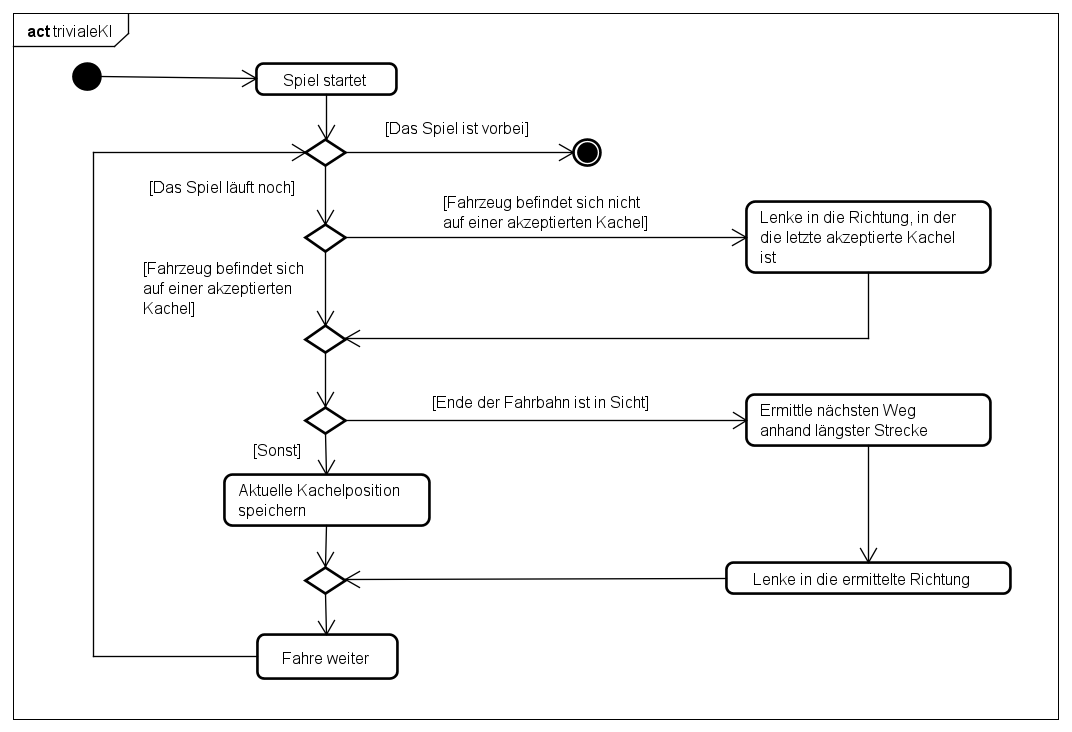 act trivialeKI
Spiel startet
[Das Spiel ist vorbei]
[Das Spiel läuft noch]
[Fahrzeug befindet sich nicht
auf einer akzeptierten Kachel]
Lenke in die Richtung, in der
die letzte akzeptierte Kachel
ist
[Fahrzeug befindet sich
auf einer akzeptierten
Kachel]
[Ende der Fahrbahn ist in Sicht]
Ermittle nächsten Weg
anhand längster Strecke
[Sonst]
Aktuelle Kachelposition
speichern
Lenke in die ermittelte Richtung
Fahre weiter